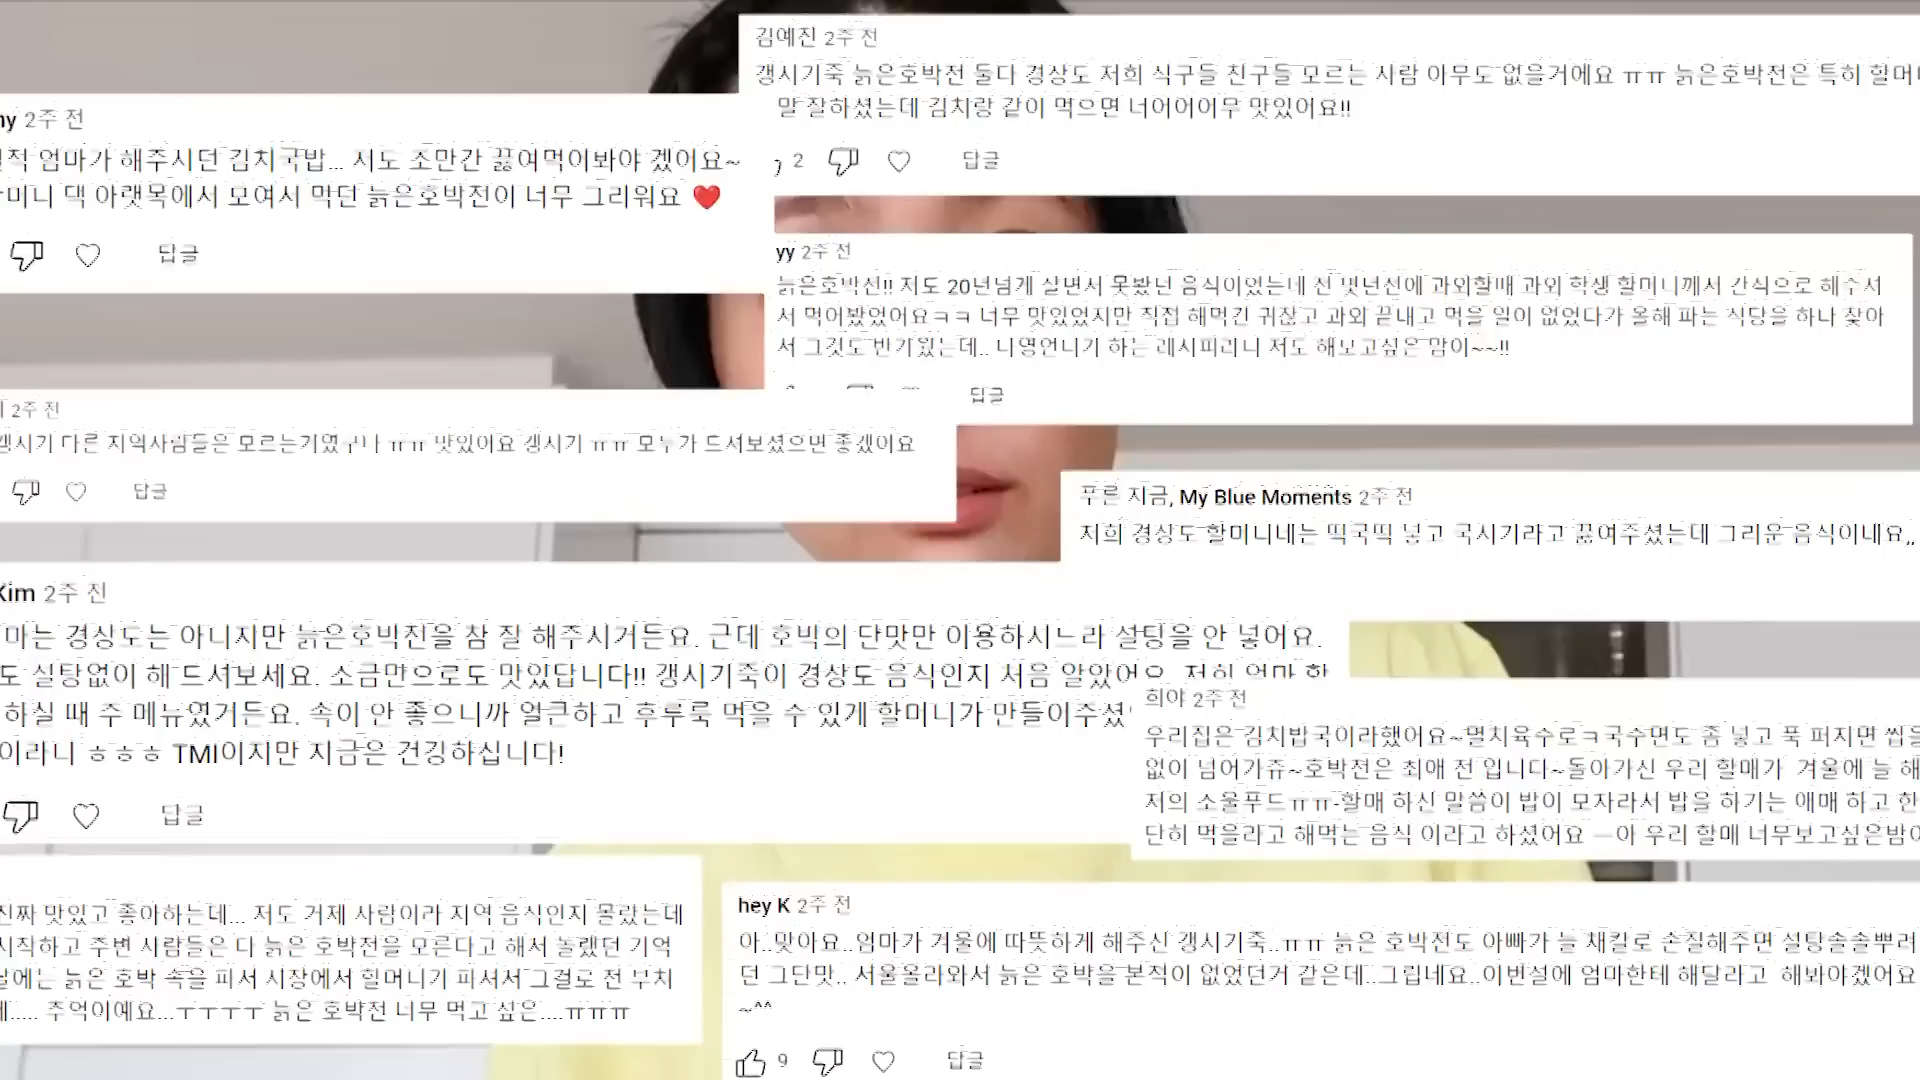 김예진 2주 전
갱시기죽 늙은호박전 둘다 경상도 저희 식구들 친구들 모르는 사람 아무도 없을거에요 ㅠㅠ 늙은호박전은 특히
말 잘하셨는데 김치랑 같이 먹으면 너어어이무 맛있어요!!
2 답글
2주 전
엄마가 해주시던 김치국밥... 저도 조만간 끓여먹어봐야 겠어요~
댁 아랫목에서 모여서 먹던 늙은호박전이 너무 그리워요 ❤️
답글
yy 2주 전
늙은호박전!! 저도 20년넘게 살면서 못봤던 음식이었는데 전 몇년전에 과외할때 과외 학생 할머니께서 간식으로 해주셔
서 먹어봤었어요ㅋㅋ 너무 맛있었지만 직접 해먹긴 귀찮고 과외 끝내고 먹을 일이 없었다가 올해 파는 식당을 하나 찾아
서 그것도 반가웠는데.. 나영언니가 하는 레시피라니 저도 해보고싶은 맘이~~!!
답글
2주 전
다른 지역사람들은 모르는거였구나 ㅠㅠ 맛있어요 갱시기 ㅠㅠ 모두가 드셔보셨으면 좋겠어요
답글
푸른 지금, My Blue Moments 2주 전
저희 경상도 할머니네는 떡국떡 넣고 국시기라고 끓여주셨는데 그리운 음식이네요,,
Kim 2주 전
경상도는 아니지만 늙은호박전을 참 잘 해주시거든요. 근데 호박의 단맛만 이용하시느라 설탕을 안 넣어요.
설탕없이 해 드셔보세요. 소금만으로도 맛있답니다!! 갱시기죽이 경상도 음식인지 처음 알았어요. 저희 엄마
하실 때 주 메뉴였거든요. 속이 안 좋으니까 얼큰하고 후루룩 먹을 수 있게 할머니가 만들어주셨
이라니 ㅎㅎㅎ TMI이지만 지금은 건강하십니다!
답글
희야 2주 전
우리집은 김치밥국이라했어요~멸치육수로ㅋ국수면도 좀 넣고 푹 퍼지면
없이 넘어가쥬~호박전은 최애 전 입니다~돌아가신 우리 할매가 겨울에 늘
저의 소울푸드ㅠㅠ-할매 하신 말씀이 밥이 모자라서 밥을 하기는 애매 하고
단히 먹을라고 해먹는 음식 이라고 하셨어요 ㅡ아 우리 할매 너무보고싶은밤
맛있고 좋아하는데... 저도 거제 사람이라 지역 음식인지 몰랐는데
시작하고 주변 사람들은 다 늙은 호박전을 모른다고 해서 놀랬던 기억
늙은 호박 속을 파서 시장에서 할머니가 파셔서 그걸로 전 부치
추억이예요...ㅜㅜㅜㅜ 늙은 호박전 너무 먹고 싶은....ㅠㅠㅠ
hey K 2주 전
아..맞아요..엄마가 겨울에 따뜻하게 해주신 갱시기죽..ㅠㅠ 늙은 호박전도 아빠가 늘 채칼로 손질해주면 설탕솔솔뿌려
던 그단맛.. 서울올라와서 늙은 호박을 본적이 없었던거 같은데..그립네요..이번설에 엄마한테 해달라고 해봐야겠어요
~^^
9 답글